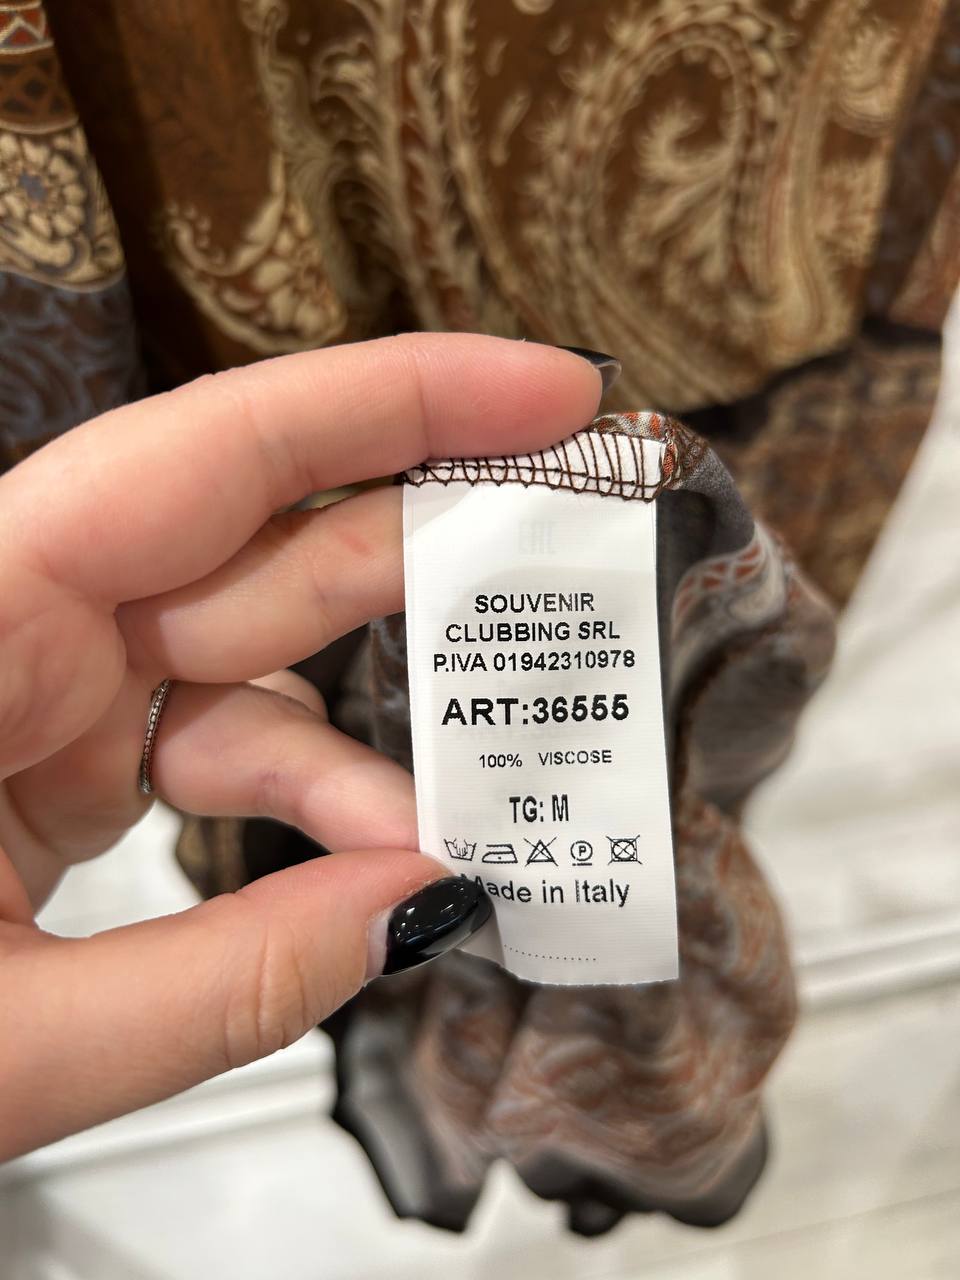 SOUVENIR
CLUBBING SRL
P.IVA 01942310978
ART:36555
100% VISCOSE
TG: M
P
Made in Italy